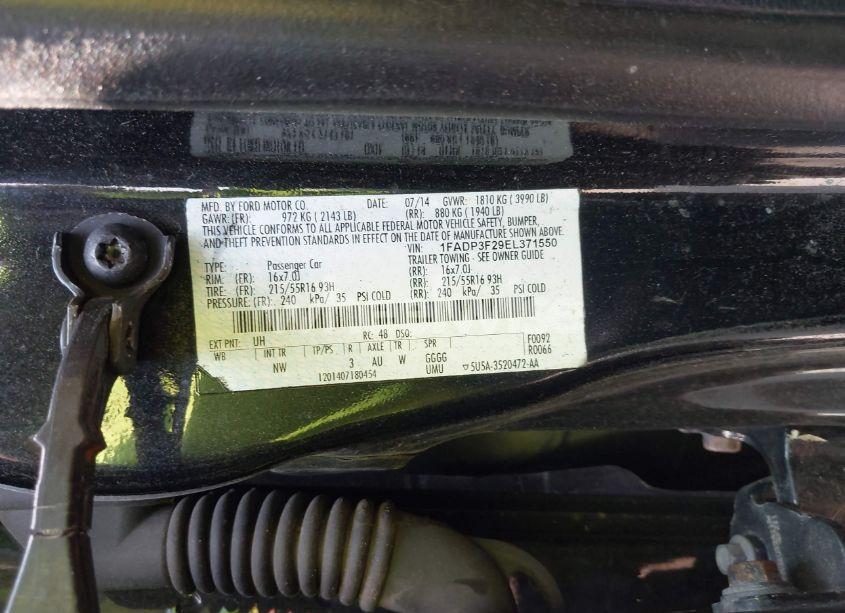 MFD. BY FORD MOTOR CO. DATE: 07/14 GVWR: 1810 KG ( 3990 LB)
GAWR: (FR): 972 KG ( 2143 LB) (RR): 880 KG ( 1940 LB)
THIS VEHICLE CONFORMS TO ALL APPLICABLE FEDERAL MOTOR VEHICLE SAFETY, BUMPER,
AND THEFT PREVENTION STANDARDS IN EFFECT ON THE DATE OF MANUFACTURE SHOWN ABOVE.
VIN: 1FADP3F29EL371550
TYPE: Passenger Car TRAILER TOWING - SEE OWNER GUIDE
RIM: (FR): 16x7.0J (RR): 16x7.0J
TIRE: (FR): 215/55R16 93H (RR): 215/55R16 93H
PRESSURE: (FR): 240 kPa/ 35 PSI COLD (RR): 240 kPa/ 35 PSI COLD
EXT PNT: UH RC: 48 DSO: F0092
WB INT TR TP/PS R AXLE TR SPR R0066
NW 3 AU W GGGG
1201407180454 UMU 5U5A-3520472-AA